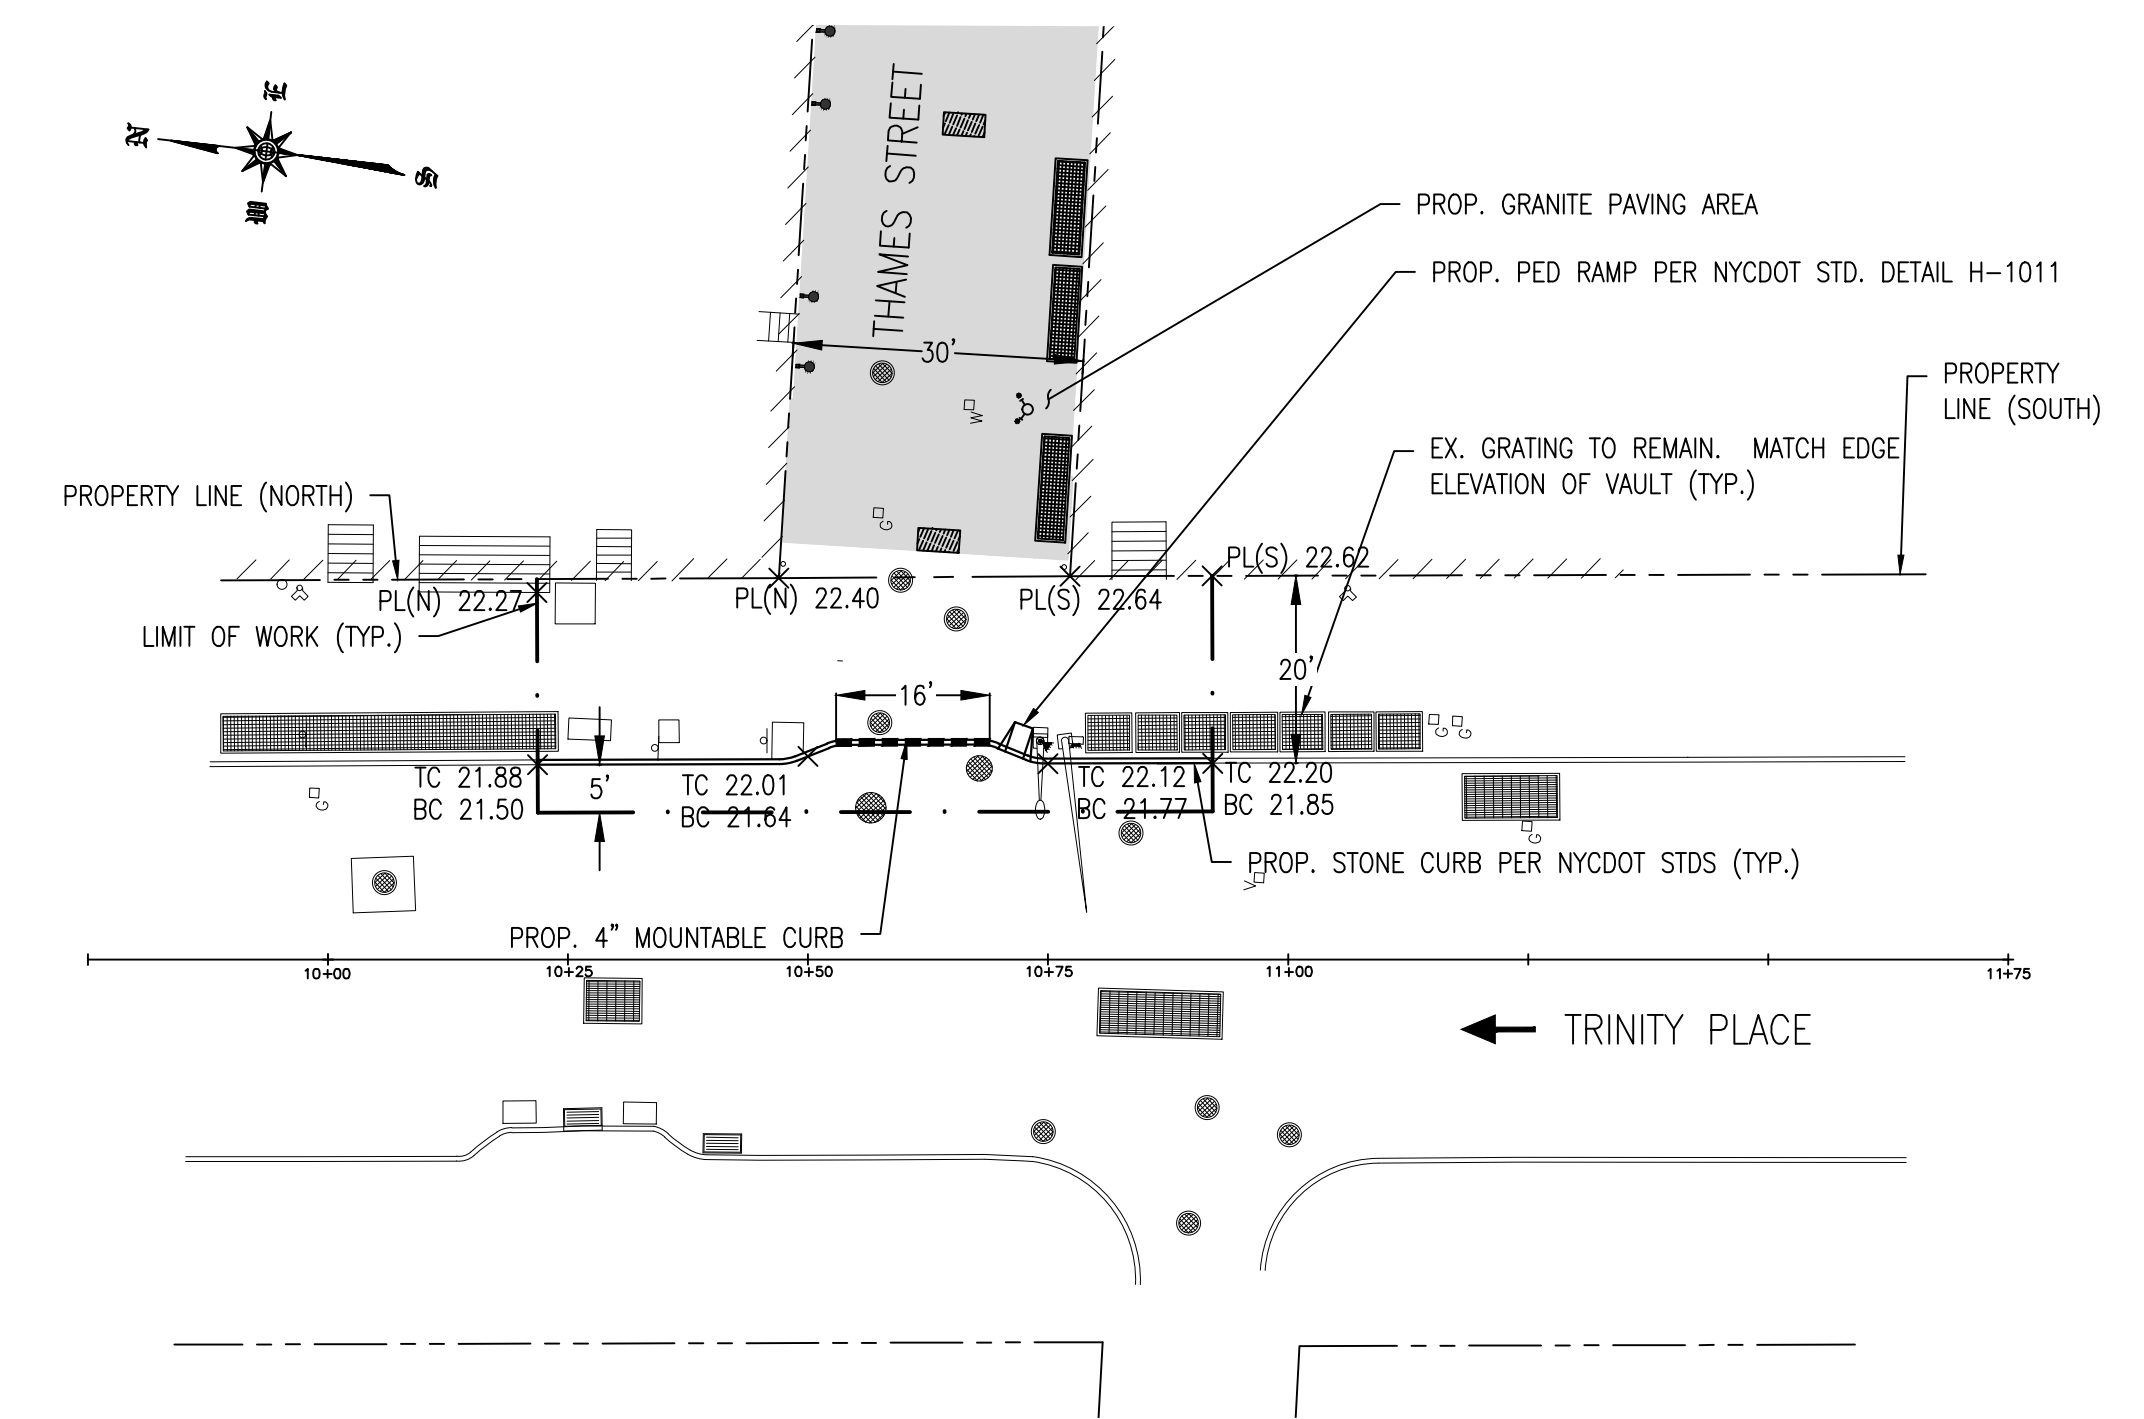 E
N
S
W
THAMES STREET
PROP. GRANITE PAVING AREA
PROP. PED RAMP PER NYCDOT STD. DETAIL H-1011
30'
PROPERTY
LINE (SOUTH)
W
EX. GRATING TO REMAIN. MATCH EDGE
ELEVATION OF VAULT (TYP.)
PROPERTY LINE (NORTH)
G
PL(S) 22.62
PL(N) 22.27
PL(N) 22.40
PL(S) 22.64
LIMIT OF WORK (TYP.)
20'
16'
G
G
TC 21.88
BC 21.50
5'
TC 22.01
BC 21.64
TC 22.12
BC 21.77
TC 22.20
BC 21.85
G
G
PROP. STONE CURB PER NYCDOT STDS (TYP.)
V
PROP. 4" MOUNTABLE CURB
10+00
10+25
10+50
10+75
11+00
11+75
TRINITY PLACE